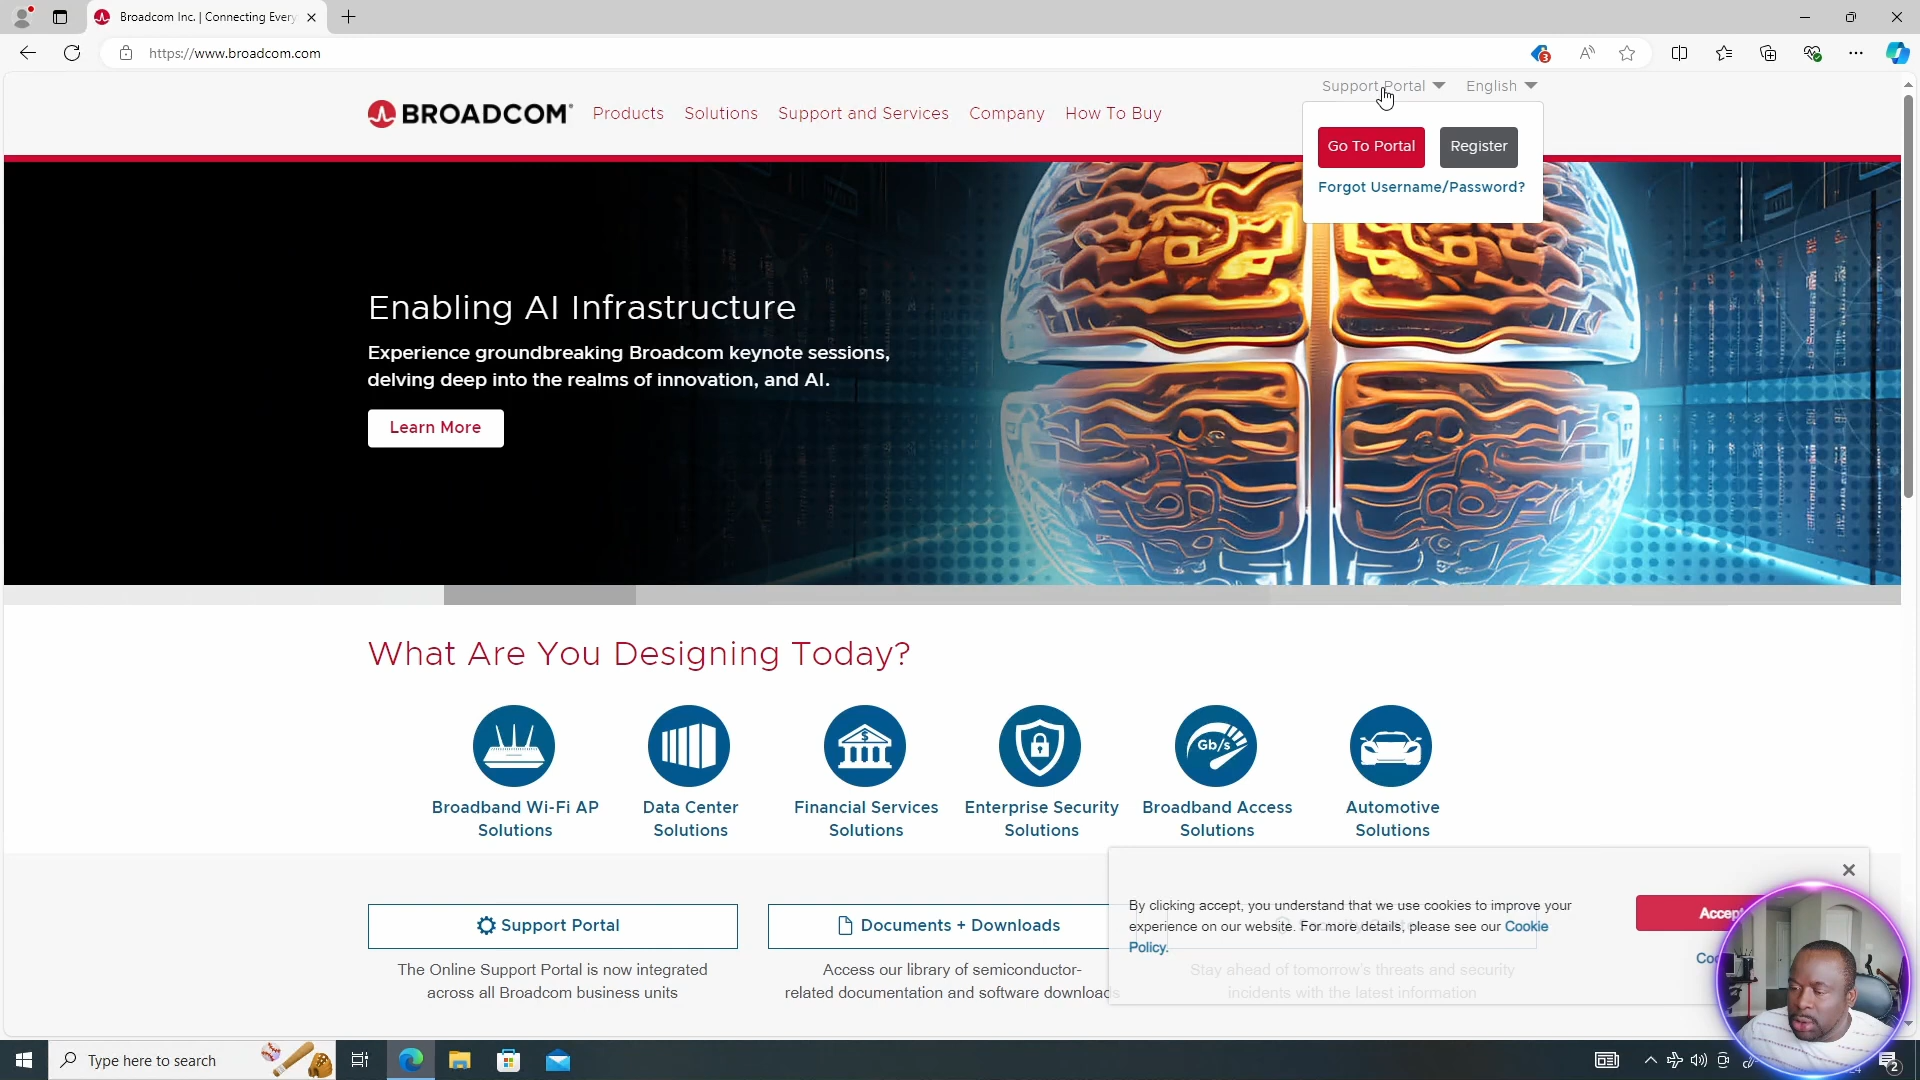 Broadcom Inc. | Connecting Every
https://www.broadcom.com
3
Support Portal
English
BROADCOM
Products
Solutions
Support and Services
Company
How To Buy
Go To Portal
Register
Forgot Username/Password?
Enabling AI Infrastructure
Experience groundbreaking Broadcom keynote sessions,
delving deep into the realms of innovation, and AI.
Learn More
What Are You Designing Today?
Gb/s
Broadband Wi-Fi AP
Solutions
Data Center
Solutions
Financial Services
Solutions
Enterprise Security
Solutions
Broadband Access
Solutions
Automotive
Solutions
Support Portal
The Online Support Portal is now integrated
across all Broadcom business units
Documents + Downloads
Access our library of semiconductor-
related documentation and software downloads
By clicking accept, you understand that we use cookies to improve your
experience on our website. For more details, please see our Cookie
Policy.
Accept
Stay ahead of tomorrow's threats and security
incidents with the latest information
Type here to search
2